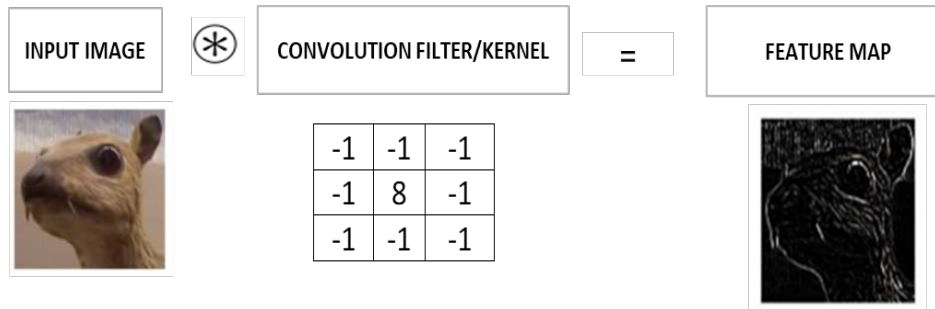 INPUT IMAGE
CONVOLUTION FILTER/KERNEL
=
FEATURE MAP
-1 -1 -1
-1 8 -1
-1 -1 -1